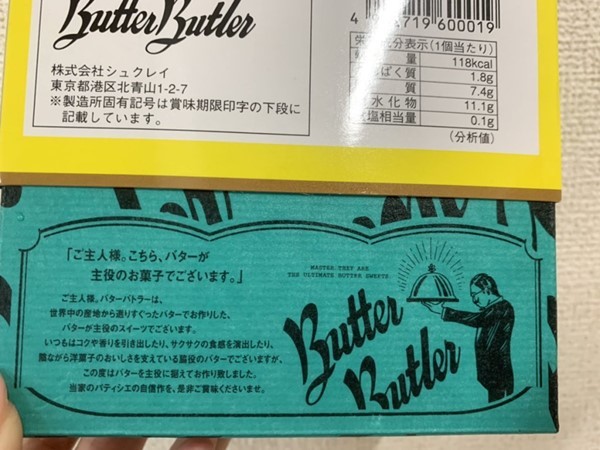 Butter Butler
株式会社シュクレイ
東京都港区北青山1-2-7
※製造所固有記号は賞味期限印字の下段に
記載しています。
4 719 600019
成分表示(1個当たり)
量 118kcal
ぱく質 1.8g
質 7.4g
水化物 11.1g
塩相当量 0.1g
(分析値)
「ご主人様。こちら、バターが
主役のお菓子でございます。」
ご主人様。バターバトラーは、
世界中の産地から選りすぐったバターでお作りした、
バターが主役のスイーツでございます。
いつもはコクや香りを引き出したり、サクサクの食感を演出したり、
陰ながら洋菓子のおいしさを支えている脇役のバターでございますが、
この度はバターを主役に据えてお作り致しました。
当家のパティシエの自信作を、是非ご賞味くださいませ。
MASTER. THEY ARE
THE ULTIMATE BUTTER SWEETS.
Butter
Butler